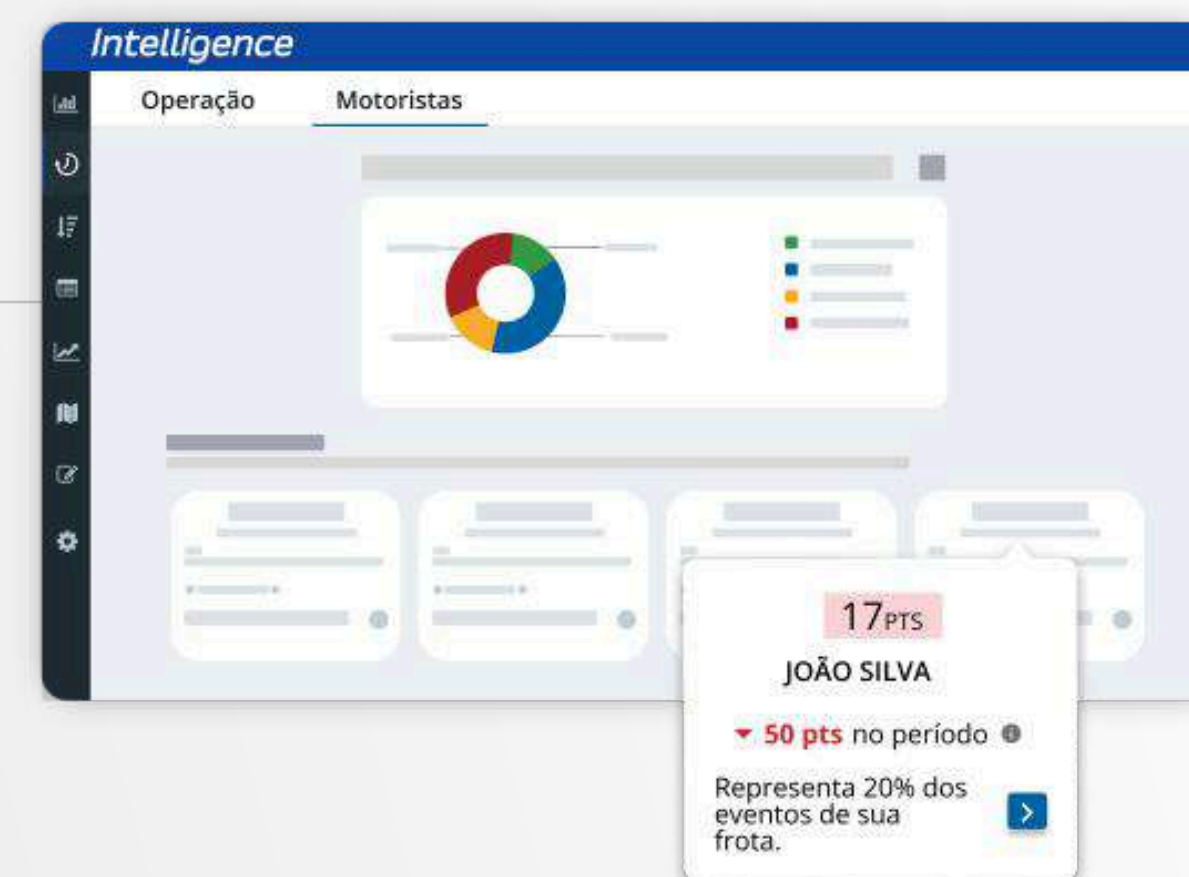 Intelligence
Operação Motoristas
17PTS
JOÃO SILVA
50 pts no período
Representa 20% dos
eventos de sua
frota.